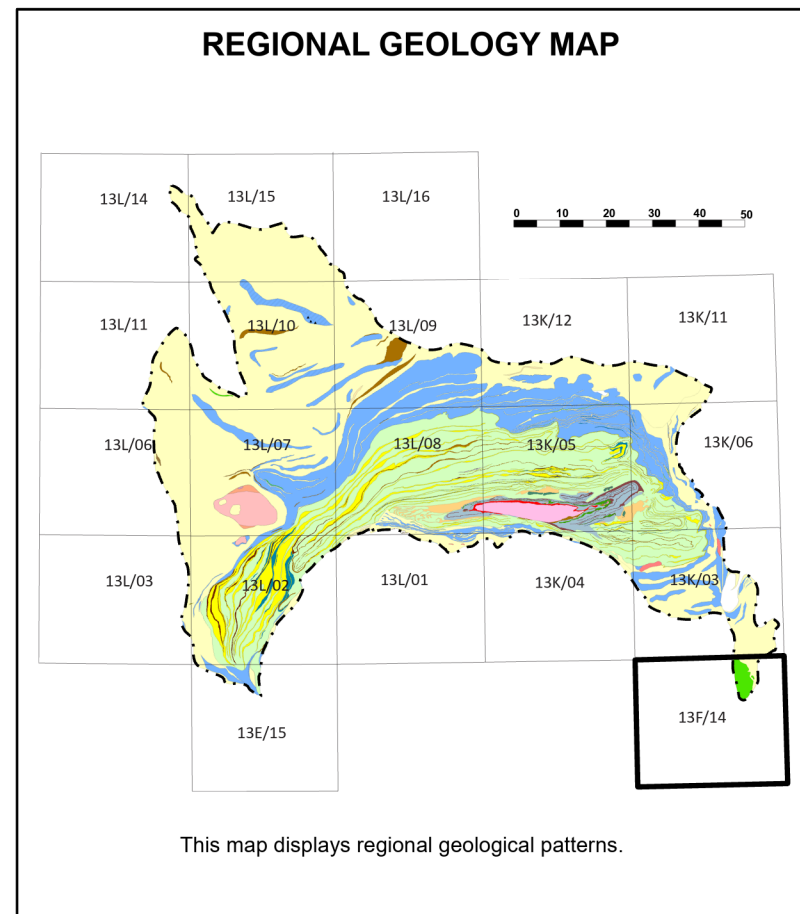 REGIONAL GEOLOGY MAP
13L/14
13L/15
13L/16
0 10 20 30 40 50
13L/11
13L/10
13L/09
13K/12
13K/11
13L/06
13L/07
13L/08
13K/05
13K/06
13L/03
13L/02
13L/01
13K/04
13K/03
13E/15
13F/14
This map displays regional geological patterns.